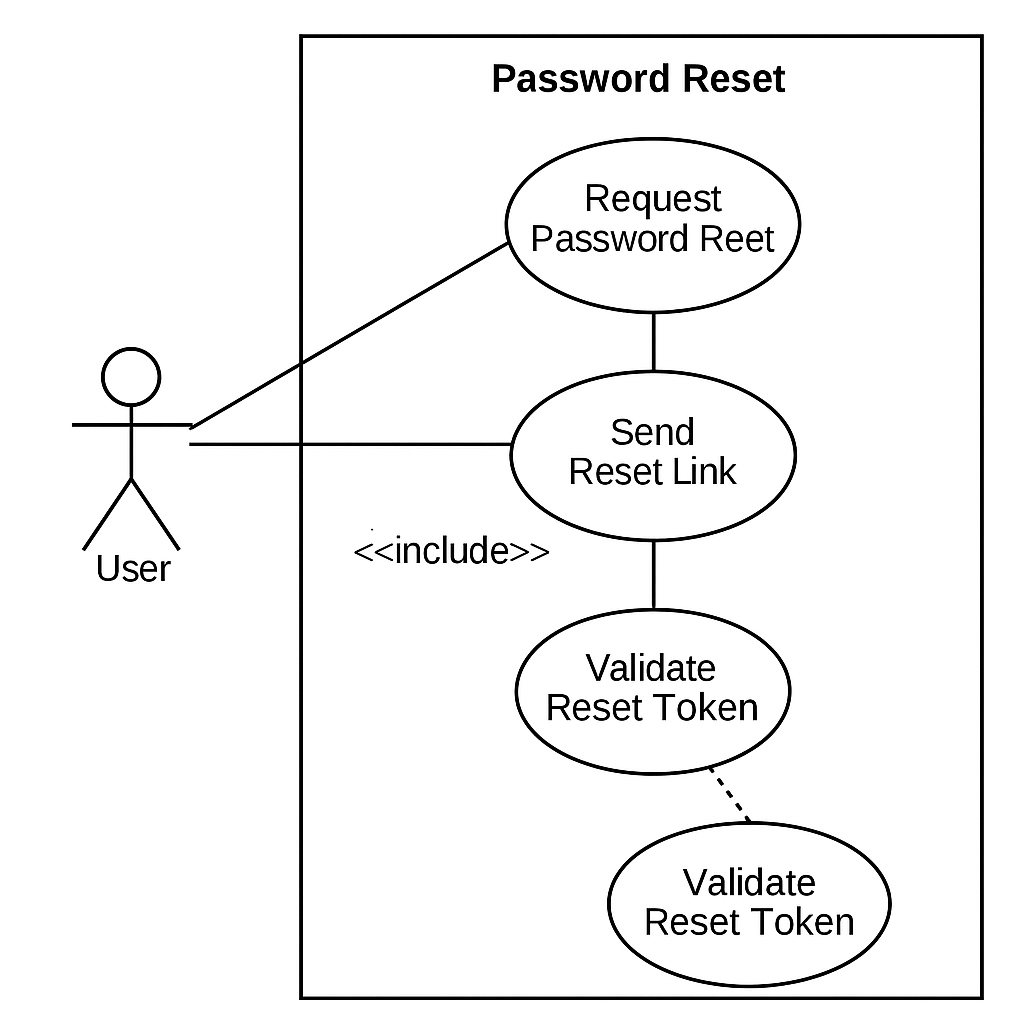 Password Reset
Request
Password Reet
Send
Reset Link
<<include>>
User
Validate
Reset Token
Validate
Reset Token